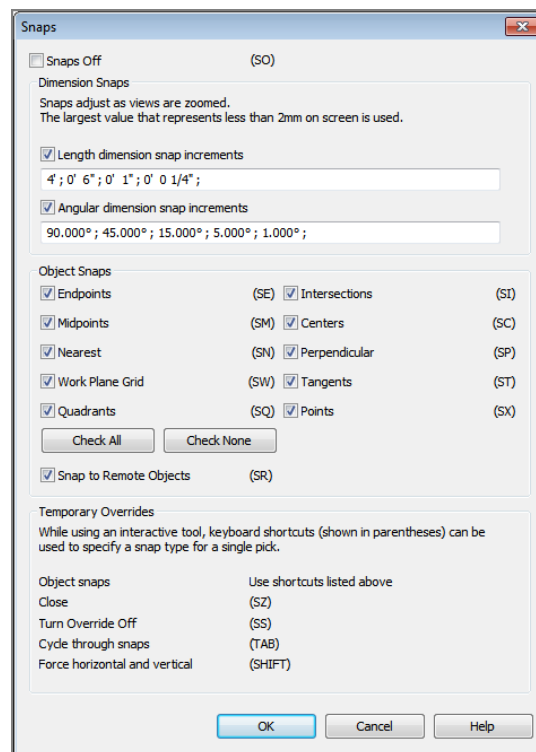 Snaps
Snaps Off (SO)
Dimension Snaps
Snaps adjust as views are zoomed.
The largest value that represents less than 2mm on screen is used.
Length dimension snap increments
4' ; 0' 6" ; 0' 1" ; 0' 0 1/4" ;
Angular dimension snap increments
90.000° ; 45.000° ; 15.000° ; 5.000° ; 1.000° ;
Object Snaps
Endpoints (SE) Intersections (SI)
Midpoints (SM) Centers (SC)
Nearest (SN) Perpendicular (SP)
Work Plane Grid (SW) Tangents (ST)
Quadrants (SQ) Points (SX)
Check All Check None
Snap to Remote Objects (SR)
Temporary Overrides
While using an interactive tool, keyboard shortcuts (shown in parentheses) can be
used to specify a snap type for a single pick.
Object snaps Use shortcuts listed above
Close (SZ)
Turn Override Off (SS)
Cycle through snaps (TAB)
Force horizontal and vertical (SHIFT)
OK Cancel Help